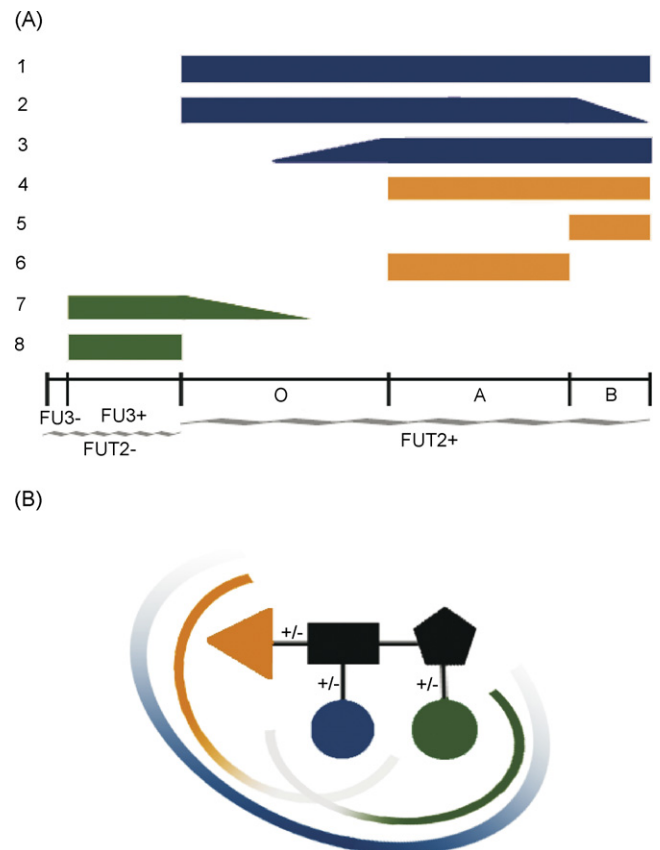 (A)
1
2
3
4
5
6
7
8
O A B
FU3- FU3+
FUT2- FUT2+
(B)
+/-
+/- +/-